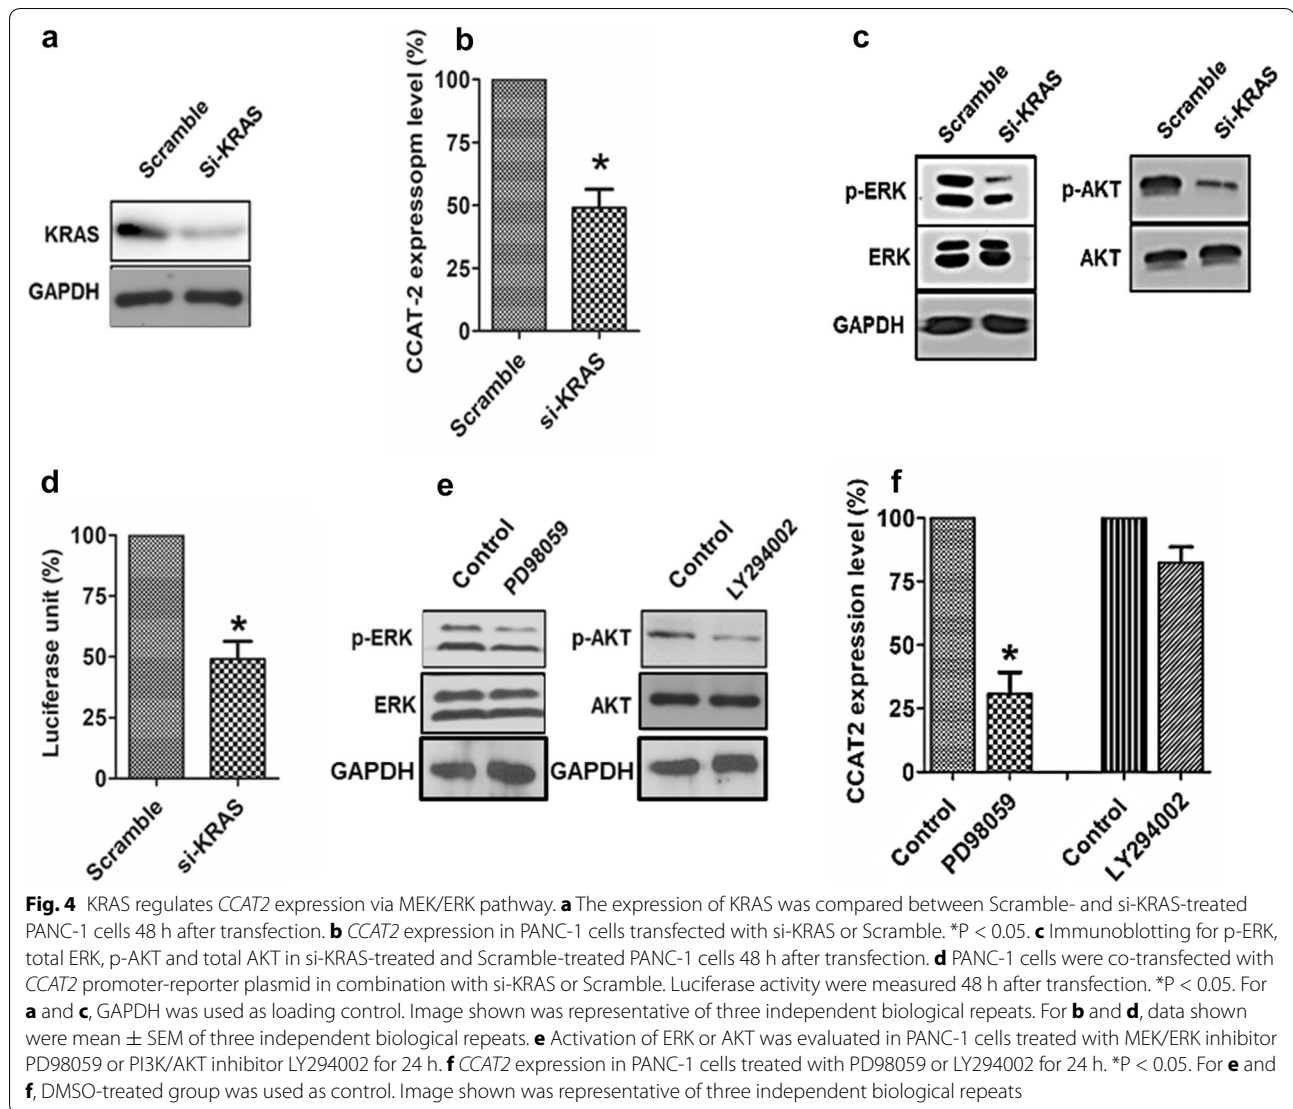 a
Scramble
Si-KRAS
KRAS
GAPDH
b
CCAT-2 expressopm level (%)
100
75
50
25
0
*
Scramble
si-KRAS
c
Scramble
Si-KRAS
p-ERK
ERK
GAPDH
Scramble
Si-KRAS
p-AKT
AKT
d
Luciferase unit (%)
100
75
50
25
0
*
Scramble
si-KRAS
e
Control
PD98059
p-ERK
ERK
GAPDH
Control
LY294002
p-AKT
AKT
GAPDH
f
CCAT2 expression level (%)
100
75
50
25
0
*
Control
PD98059
Control
LY294002
Fig. 4 KRAS regulates CCAT2 expression via MEK/ERK pathway. a The expression of KRAS was compared between Scramble- and si-KRAS-treated
PANC-1 cells 48 h after transfection. b CCAT2 expression in PANC-1 cells transfected with si-KRAS or Scramble. *P < 0.05. c Immunoblotting for p-ERK,
total ERK, p-AKT and total AKT in si-KRAS-treated and Scramble-treated PANC-1 cells 48 h after transfection. d PANC-1 cells were co-transfected with
CCAT2 promoter-reporter plasmid in combination with si-KRAS or Scramble. Luciferase activity were measured 48 h after transfection. *P < 0.05. For
a and c, GAPDH was used as loading control. Image shown was representative of three independent biological repeats. For b and d, data shown
were mean ± SEM of three independent biological repeats. e Activation of ERK or AKT was evaluated in PANC-1 cells treated with MEK/ERK inhibitor
PD98059 or PI3K/AKT inhibitor LY294002 for 24 h. f CCAT2 expression in PANC-1 cells treated with PD98059 or LY294002 for 24 h. *P < 0.05. For e and
f, DMSO-treated group was used as control. Image shown was representative of three independent biological repeats